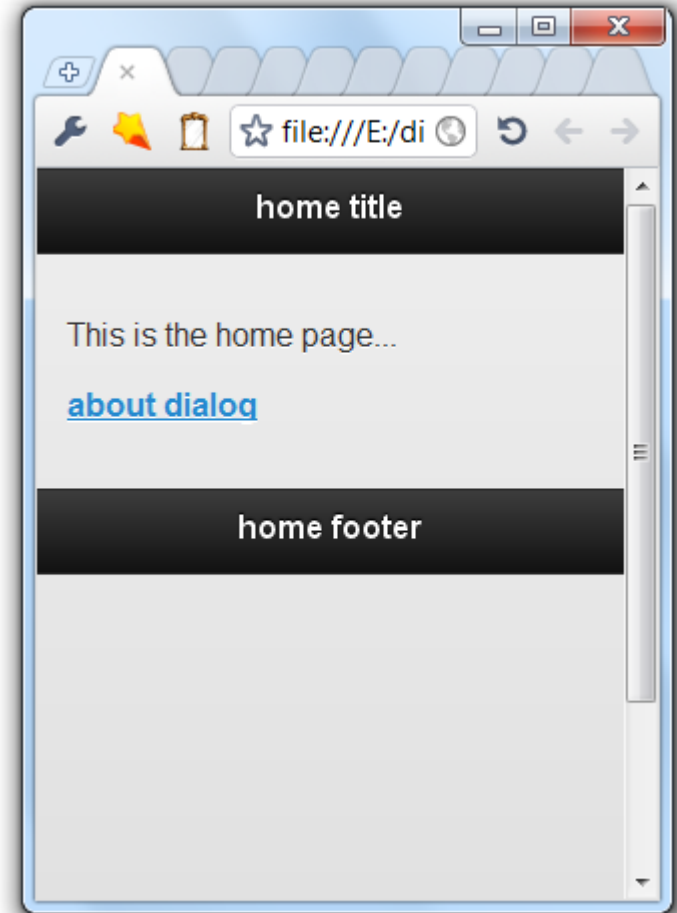 file:///E:/di
home title
This is the home page...
about dialog
home footer